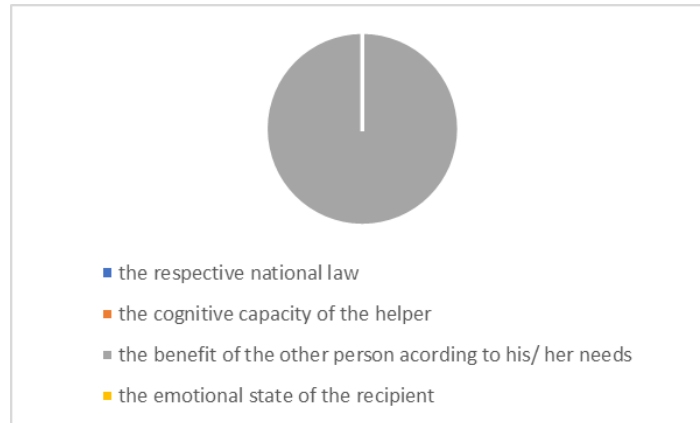 the respective national law
the cognitive capacity of the helper
the benefit of the other person acording to his/ her needs
the emotional state of the recipient